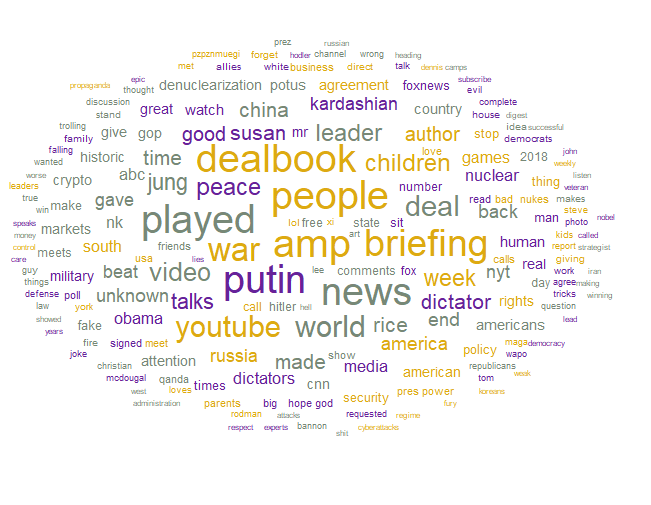 prez russian
pzpznmuegi forget hodler channel wrong heading
met allies white business direct talk dennis camps
propaganda epic thought denuclearization potus agreement foxnews subscribe evil
discussion stand great watch china kardashian country complete house digest
trolling family give gop good susan mr leader author stop idea successful democrats
falling wanted historic time dealbook children love games 2018 john weekly
worse crypto abc jung peace number nuclear thing veteran
leaders true make gave people deal read bad nukes makes steve
win markets nk played lol free state sit back man photo nobel
speaks money control south war amp briefing human kids called report strategist
care meets usa friends lies art xi calls real giving
guy things military beat video putin lee comments fox week nyt day work agree iran making
defense law poll unknown talks call hitler hell news dictator rights question tricks winning
showed years york fake obama youtube world rice end americans lead
fire joke signed meet russia made show america policy maga wapo democracy
christian mcdougal attention qanda dictators cnn media american republicans tom weak
west administration loves times parents big hope god security pres power koreans
rodman attacks requested regime fury
respect experts bannon shit cyberattacks